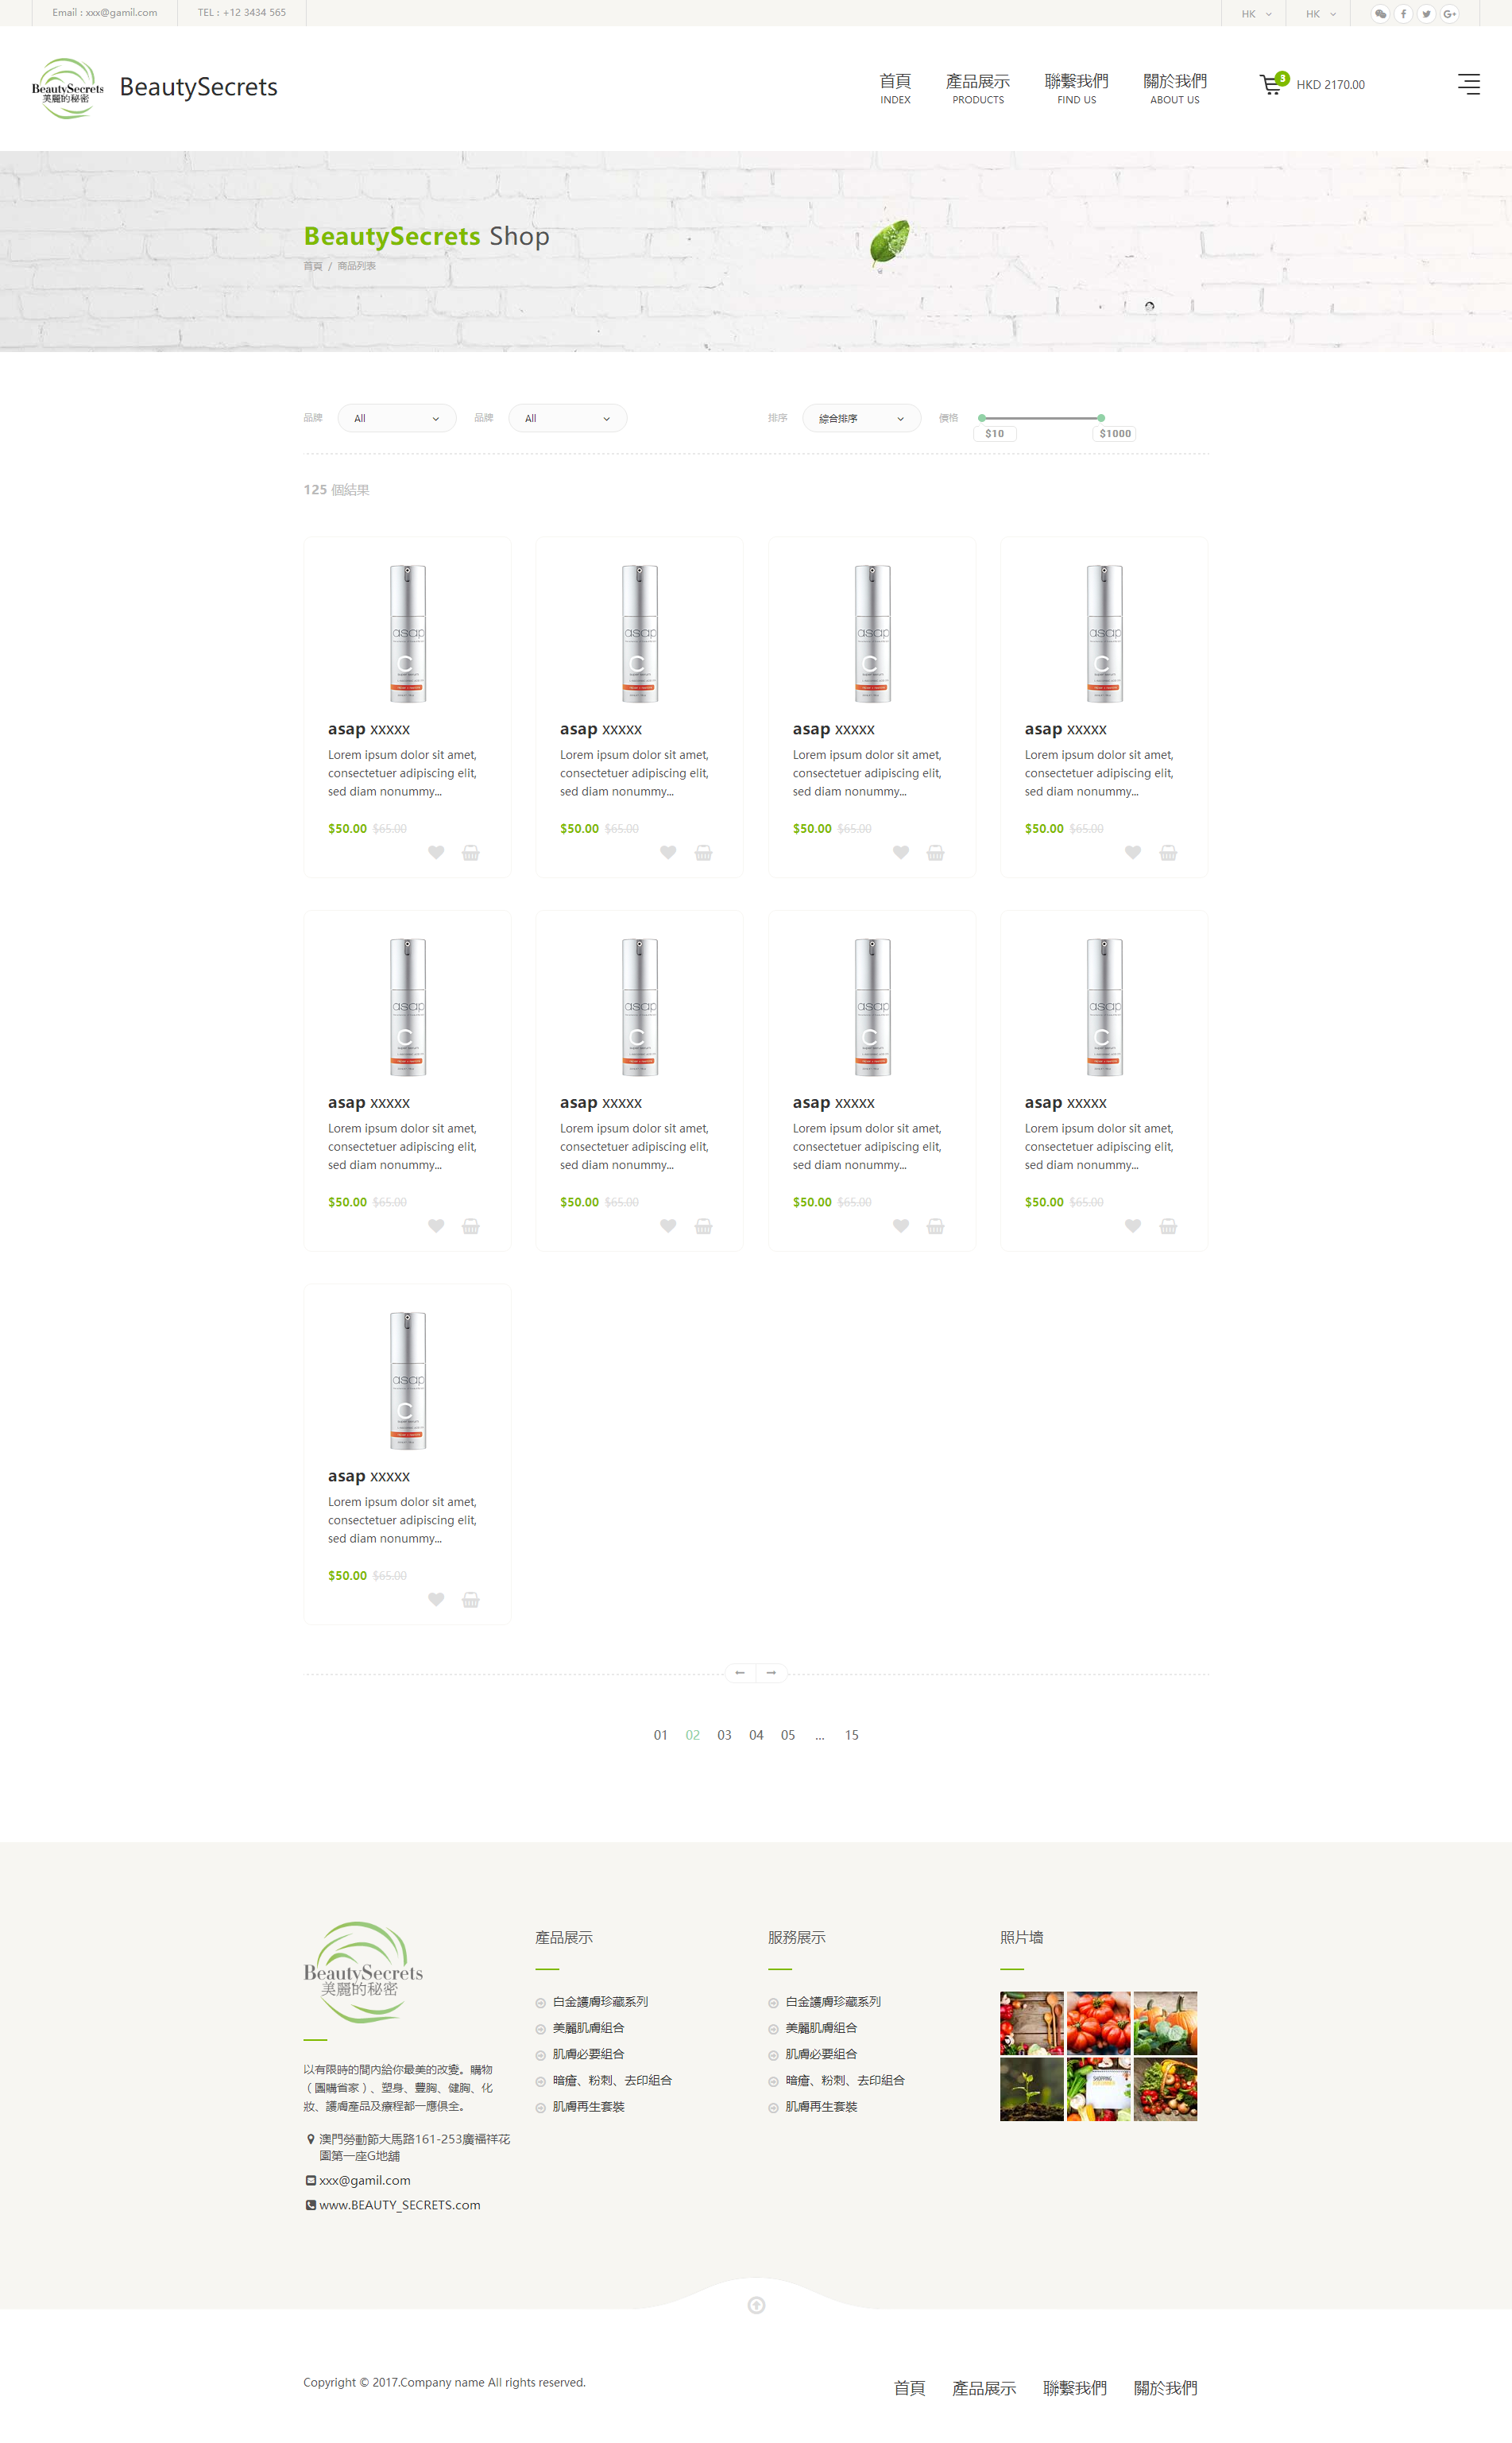 Email : xxx@gamil.com
TEL : +12 3434 565
HK
HK
BeautySecrets
美麗的秘密
BeautySecrets
首頁
INDEX
產品展示
PRODUCTS
聯繫我們
FIND US
關於我們
ABOUT US
3
HKD 2170.00
BeautySecrets Shop
首頁 / 商品列表
品牌
All
品牌
All
排序
綜合排序
價格
$10
$1000
125 個結果
asap
C
asap xxxxx
Lorem ipsum dolor sit amet,
consectetuer adipiscing elit,
sed diam nonummy...
$50.00 $65.00
asap
C
asap xxxxx
Lorem ipsum dolor sit amet,
consectetuer adipiscing elit,
sed diam nonummy...
$50.00 $65.00
asap
C
asap xxxxx
Lorem ipsum dolor sit amet,
consectetuer adipiscing elit,
sed diam nonummy...
$50.00 $65.00
asap
C
asap xxxxx
Lorem ipsum dolor sit amet,
consectetuer adipiscing elit,
sed diam nonummy...
$50.00 $65.00
asap
C
asap xxxxx
Lorem ipsum dolor sit amet,
consectetuer adipiscing elit,
sed diam nonummy...
$50.00 $65.00
asap
C
asap xxxxx
Lorem ipsum dolor sit amet,
consectetuer adipiscing elit,
sed diam nonummy...
$50.00 $65.00
asap
C
asap xxxxx
Lorem ipsum dolor sit amet,
consectetuer adipiscing elit,
sed diam nonummy...
$50.00 $65.00
asap
C
asap xxxxx
Lorem ipsum dolor sit amet,
consectetuer adipiscing elit,
sed diam nonummy...
$50.00 $65.00
asap
C
asap xxxxx
Lorem ipsum dolor sit amet,
consectetuer adipiscing elit,
sed diam nonummy...
$50.00 $65.00
01 02 03 04 05 ... 15
BeautySecrets
美麗的秘密
以有限時的間内給你最美的改變。購物
（團購省家）、塑身、豐胸、健胸、化
妝、護膚產品及療程都一應俱全。
澳門勞動節大馬路161-253廣福祥花
園第一座G地舖
xxx@gamil.com
www.BEAUTY_SECRETS.com
產品展示
白金護膚珍藏系列
美麗肌膚組合
肌膚必要組合
暗瘡、粉刺、去印組合
肌膚再生套裝
服務展示
白金護膚珍藏系列
美麗肌膚組合
肌膚必要組合
暗瘡、粉刺、去印組合
肌膚再生套裝
照片墻
SHOPPING
Copyright © 2017.Company name All rights reserved.
首頁
產品展示
聯繫我們
關於我們